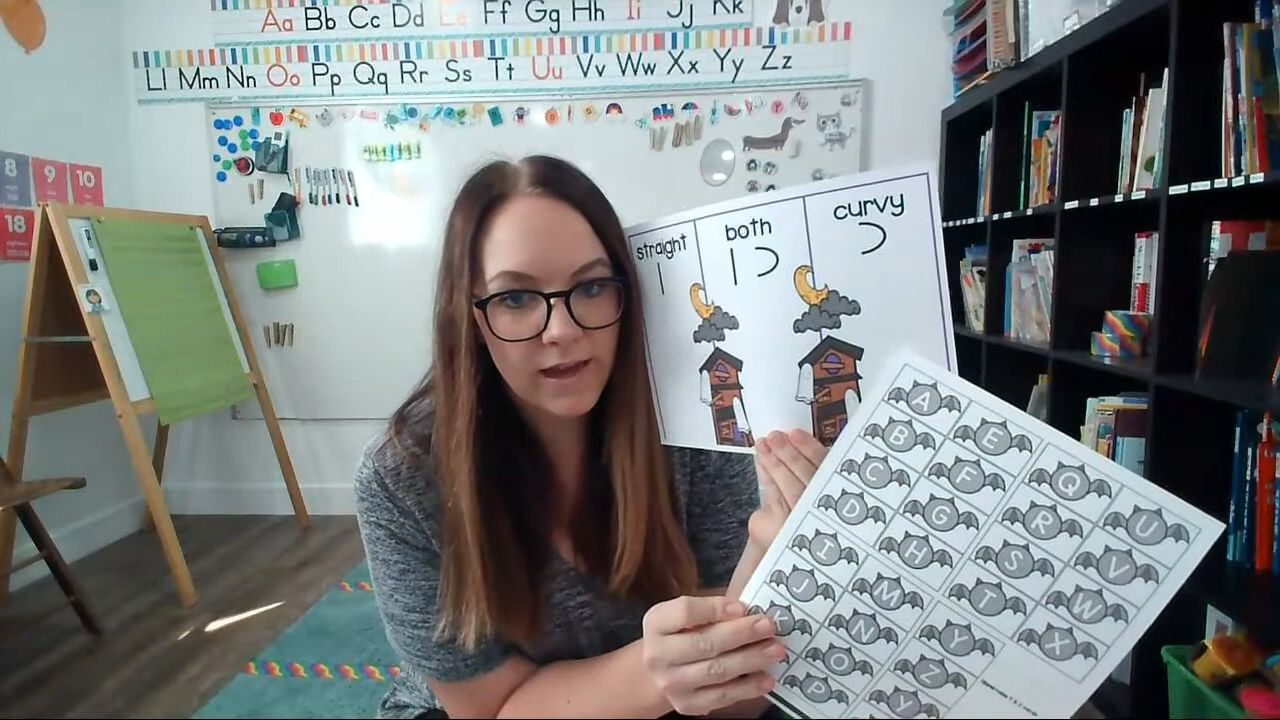 Aa Bb Cc Dd Ee Ff Gg Hh Ii Jj Kk
Ll Mm Nn Oo Pp Qq Rr Ss Tt Uu Vv Ww Xx Yy Zz
8 9 10
18
straight both curvy
A E Q U
B F R V
C G S W
D H T X
I M Y
J N Z
K O Y
P